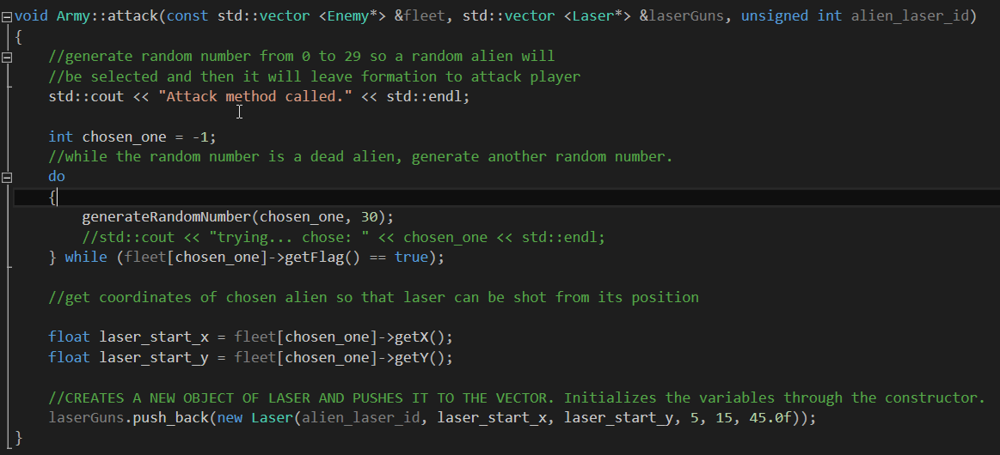 void Army::attack(const std::vector <Enemy*> &fleet, std::vector <Laser*> &laserGuns, unsigned int alien_laser_id)
{
    //generate random number from 0 to 29 so a random alien will
    //be selected and then it will leave formation to attack player
    std::cout << "Attack method called." << std::endl;

    int chosen_one = -1;
    //while the random number is a dead alien, generate another random number.
    do
    {
        generateRandomNumber(chosen_one, 30);
        //std::cout << "trying... chose: " << chosen_one << std::endl;
    } while (fleet[chosen_one]->getFlag() == true);

    //get coordinates of chosen alien so that laser can be shot from its position

    float laser_start_x = fleet[chosen_one]->getX();
    float laser_start_y = fleet[chosen_one]->getY();

    //CREATES A NEW OBJECT OF LASER AND PUSHES IT TO THE VECTOR. Initializes the variables through the constructor.
    laserGuns.push_back(new Laser(alien_laser_id, laser_start_x, laser_start_y, 5, 15, 45.0f));
}